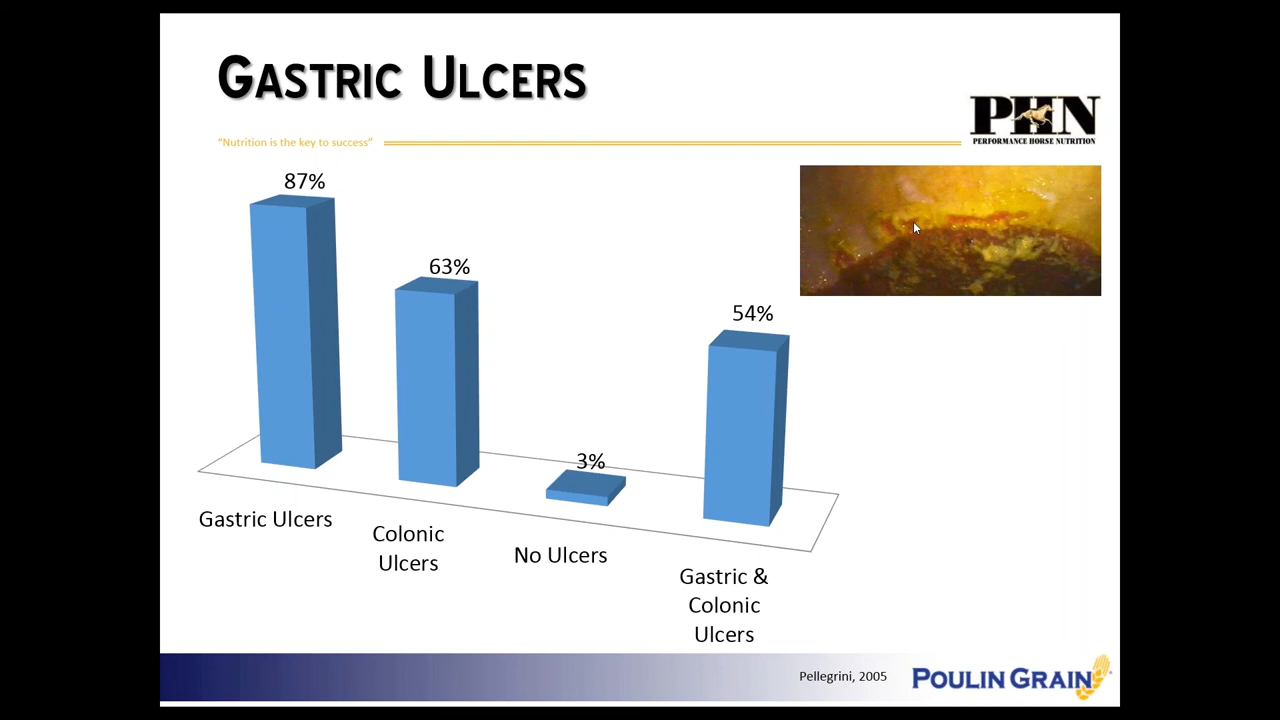 GASTRIC ULCERS
"Nutrition is the key to success"
PHN
PERFORMANCE HORSE NUTRITION
87%
63%
54%
3%
Gastric Ulcers
Colonic
Ulcers
No Ulcers
Gastric &
Colonic
Ulcers
Pellegrini, 2005
POULIN GRAIN